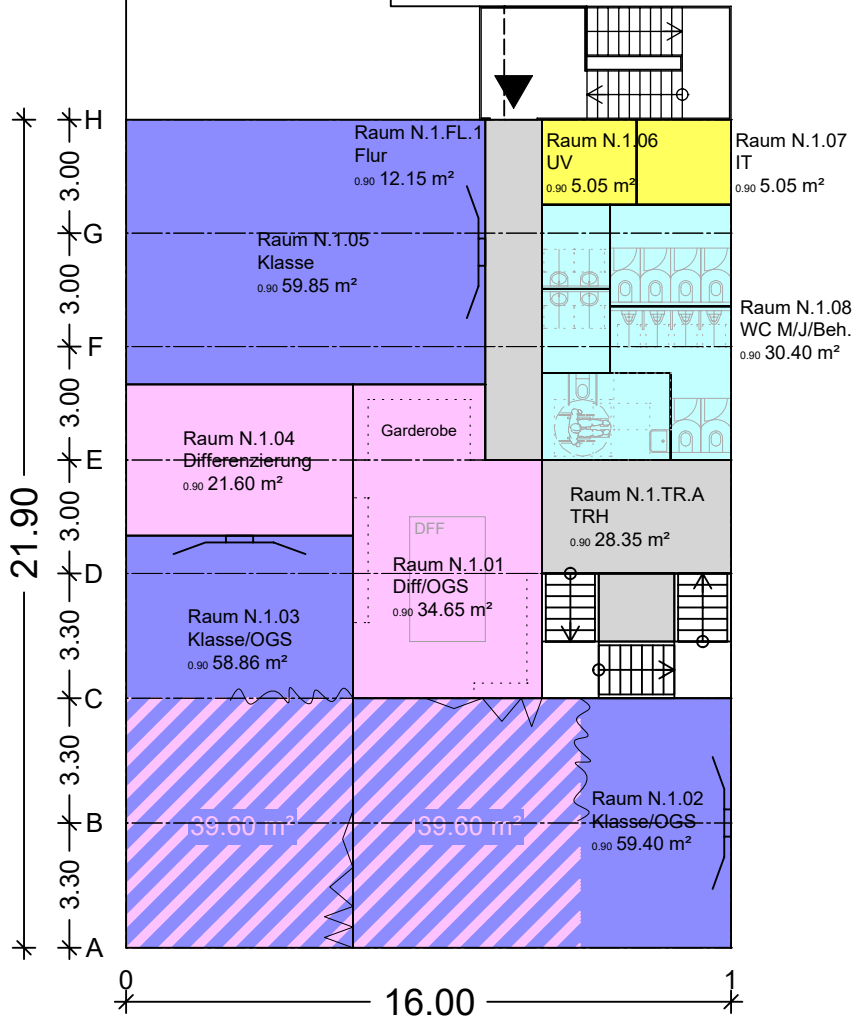 H
Raum N.1.FL.1
Flur
0.90 12.15 m²
Raum N.1.06
UV
0.90 5.05 m²
Raum N.1.07
IT
0.90 5.05 m²
3.00
G
Raum N.1.05
Klasse
0.90 59.85 m²
3.00
Raum N.1.08
WC M/J/Beh.
0.90 30.40 m²
F
3.00
Raum N.1.04
Differenzierung
0.90 21.60 m²
Garderobe
E
21.90
3.00
DFF
Raum N.1.01
Diff/OGS
0.90 34.65 m²
Raum N.1.TR.A
TRH
0.90 28.35 m²
D
3.30
Raum N.1.03
Klasse/OGS
0.90 58.86 m²
C
3.30
39.60 m²
39.60 m²
Raum N.1.02
Klasse/OGS
0.90 59.40 m²
B
3.30
A
0
1
16.00